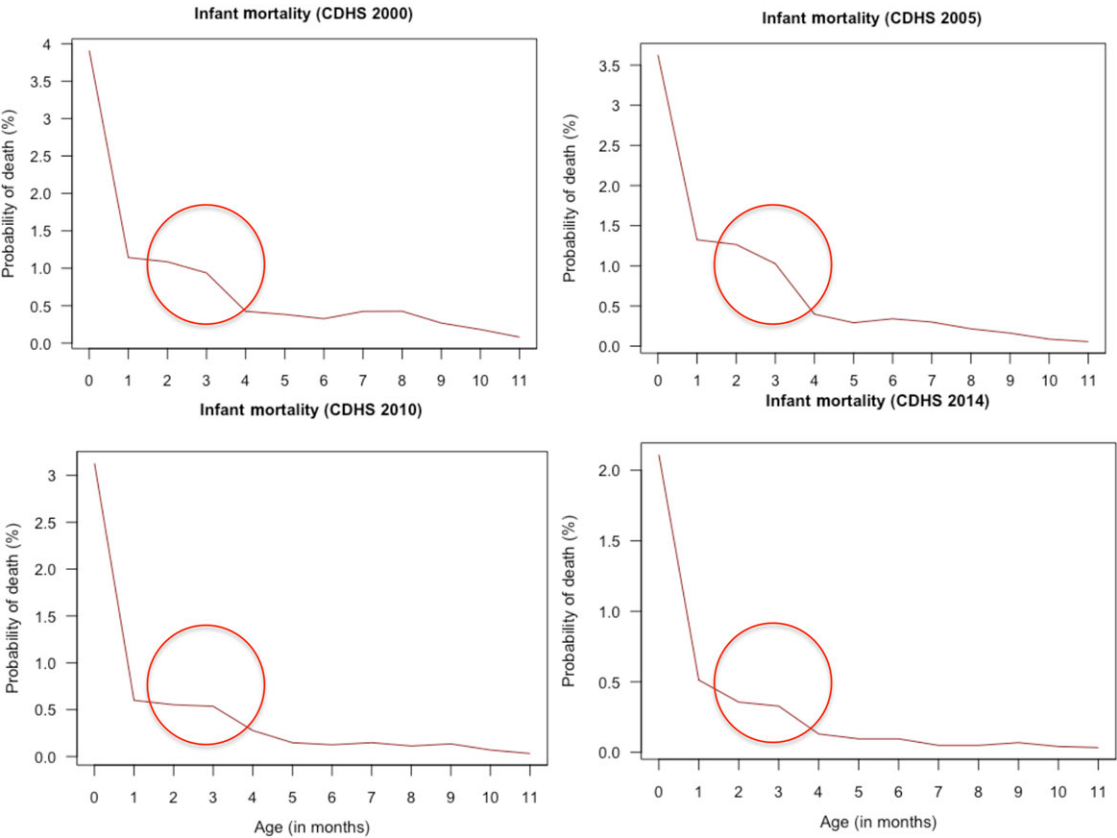 Infant mortality (CDHS 2000)
Probability of death (%)
4
3.5
3
2.5
2.0
1.5
1.0
0.5
0.0
0 1 2 3 4 5 6 7 8 9 10 11
Infant mortality (CDHS 2005)
Probability of death (%)
3.5
3
2.5
2.0
1.5
1.0
0.5
0.0
0 1 2 3 4 5 6 7 8 9 10 11
Infant mortality (CDHS 2010)
Probability of death (%)
3
2.5
2.0
1.5
1.0
0.5
0.0
0 1 2 3 4 5 6 7 8 9 10 11
Age (in months)
Infant mortality (CDHS 2014)
Probability of death (%)
2.0
1.5
1.0
0.5
0.0
0 1 2 3 4 5 6 7 8 9 10 11
Age (in months)